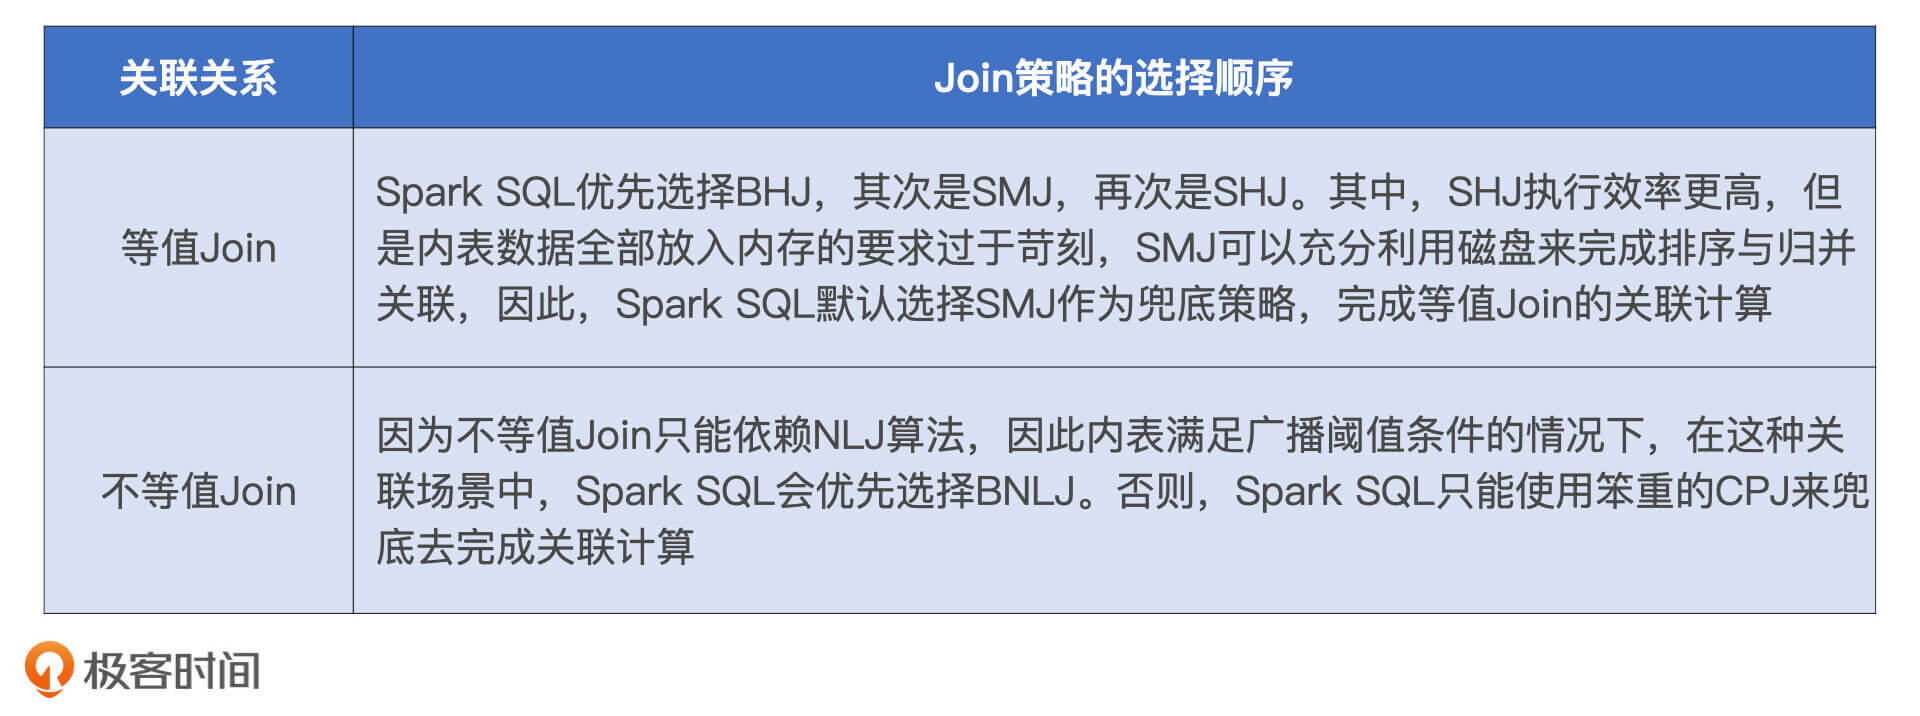 关联关系
Join策略的选择顺序
等值Join
Spark SQL优先选择BHJ，其次是SMJ，再次是SHJ。其中，SHJ执行效率更高，但
是内表数据全部放入内存的要求过于苛刻，SMJ可以充分利用磁盘来完成排序与归并
关联，因此，Spark SQL默认选择SMJ作为兜底策略，完成等值Join的关联计算
不等值Join
因为不等值Join只能依赖NLJ算法，因此内表满足广播阈值条件的情况下，在这种关
联场景中，Spark SQL会优先选择BNLJ。否则，Spark SQL只能使用笨重的CPJ来兜
底去完成关联计算
极客时间